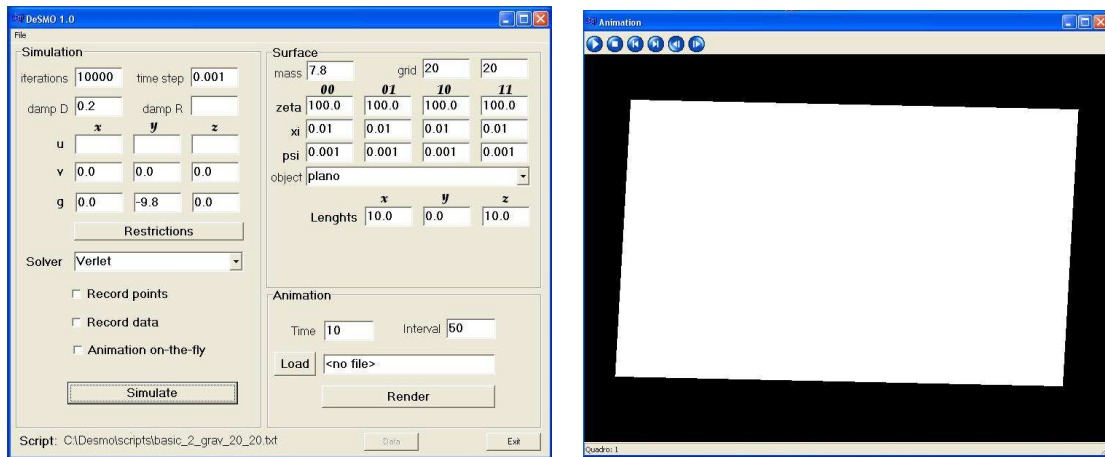 DeSMO 1.0
File
Simulation
iterations 10000 time step 0.001
damp D 0.2 damp R
x y z
u
v 0.0 0.0 0.0
g 0.0 -9.8 0.0
Restrictions
Solver Verlet
Record points
Record data
Animation on-the-fly
Simulate
Surface
mass 7.8 grid 20 20
00 01 10 11
zeta 100.0 100.0 100.0 100.0
xi 0.01 0.01 0.01 0.01
psi 0.001 0.001 0.001 0.001
object plano
x y z
Lenghts 10.0 0.0 10.0
Animation
Time 10 Interval 50
Load <no file>
Render
Script: C:\Desmo\scripts\basic_2_grav_20_20.txt Data Exit
Animation
Quadro: 1